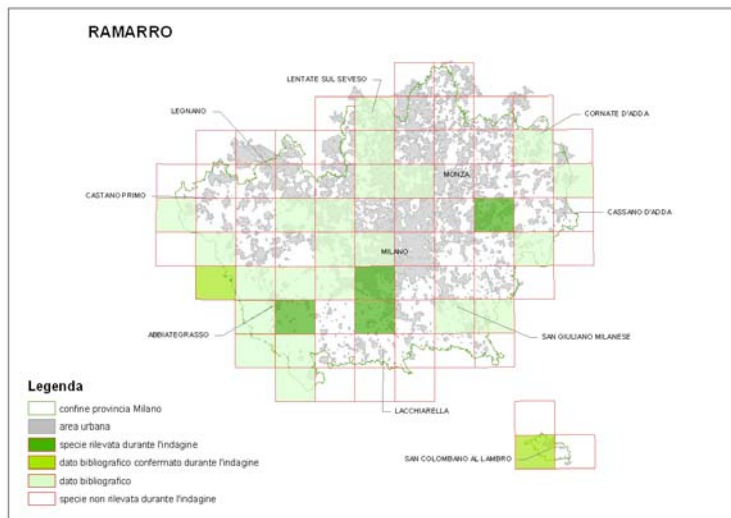 RAMARRO
LENTATE SUL SEVESO
LEGNANO
CORNATE D'ADDA
MONZA
CASTANO PRIMO
CASSANO D'ADDA
MILANO
ABBIATEGRASSO
SAN GIULIANO MILANESE
LACCHIARELLA
SAN COLOMBANO AL LAMBRO
Legenda
confine provincia Milano
area urbana
specie rilevata durante l'indagine
dato bibliografico confermato durante l'indagine
dato bibliografico
specie non rilevata durante l'indagine